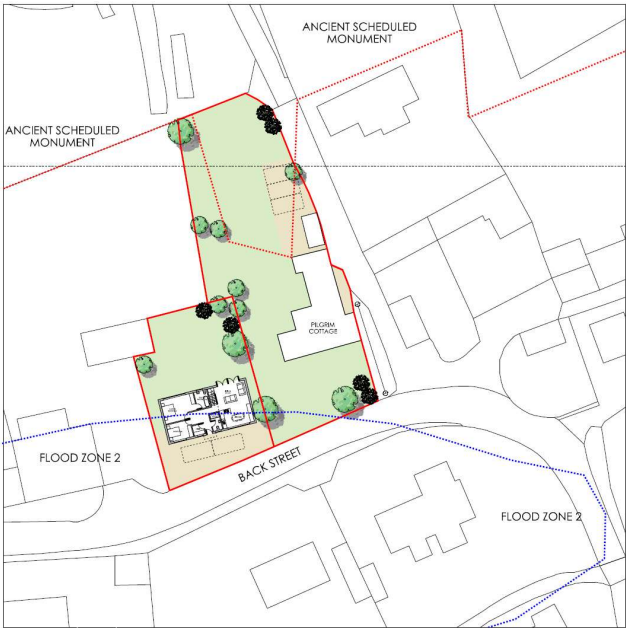 ANCIENT SCHEDULED
MONUMENT
ANCIENT SCHEDULED
MONUMENT
PILGRIM
COTTAGE
FLOOD ZONE 2
BACK STREET
FLOOD ZONE 2